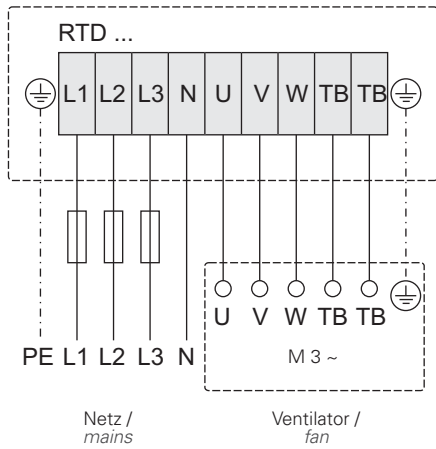 RTD ...
L1 L2 L3 N U V W TB TB
U V W TB TB
PE L1 L2 L3 N
M 3 ~
Netz /
mains
Ventilator /
fan